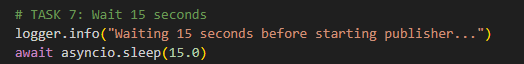 # TASK 7: Wait 15 seconds
logger.info("Waiting 15 seconds before starting publisher...")
await asyncio.sleep(15.0)